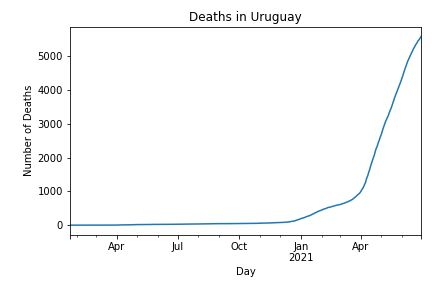 Deaths in Uruguay
Number of Deaths
5000
4000
3000
2000
1000
0
Apr
Jul
Oct
Jan
2021
Apr
Day